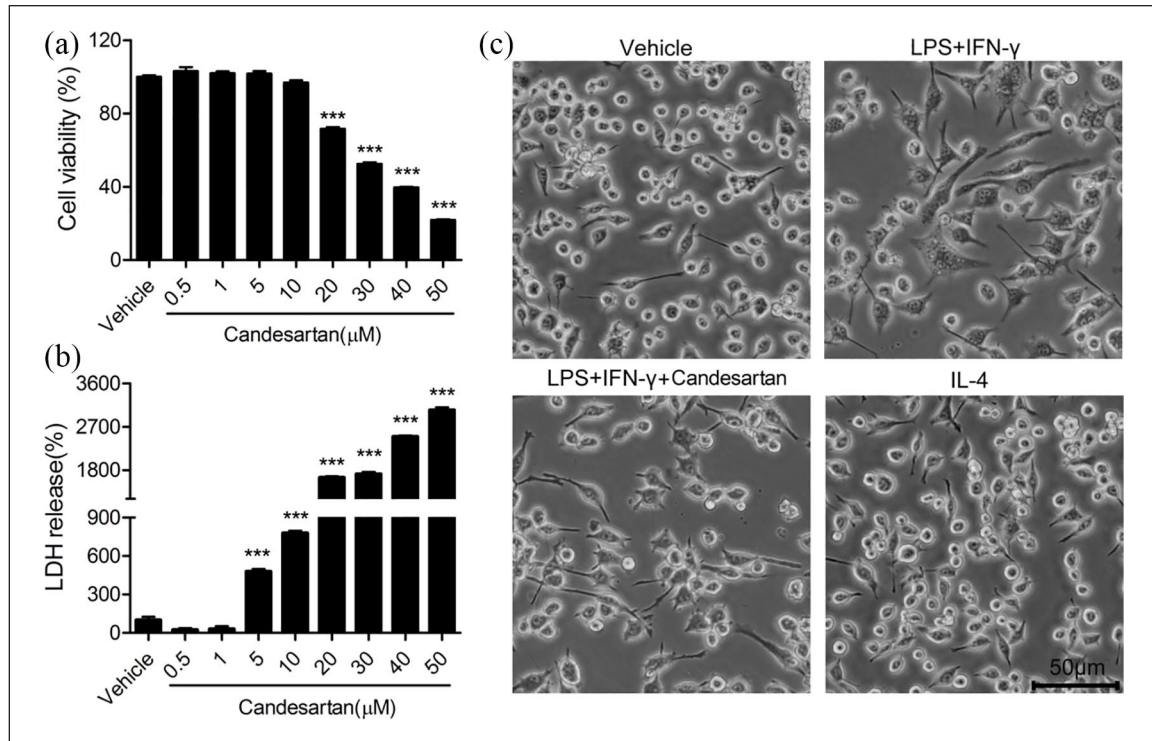 (a)
120
80
40
0
Cell viability (%)
***
***
***
***
Vehicle
0.5
1
5
10
20
30
40
50
Candesartan(μM)
(b)
3600
2700
1800
900
600
300
0
LDH release(%)
***
***
***
***
***
***
Vehicle
0.5
1
5
10
20
30
40
50
Candesartan(μM)
(c)
Vehicle
LPS+IFN-γ
LPS+IFN-γ+Candesartan
IL-4
50μm